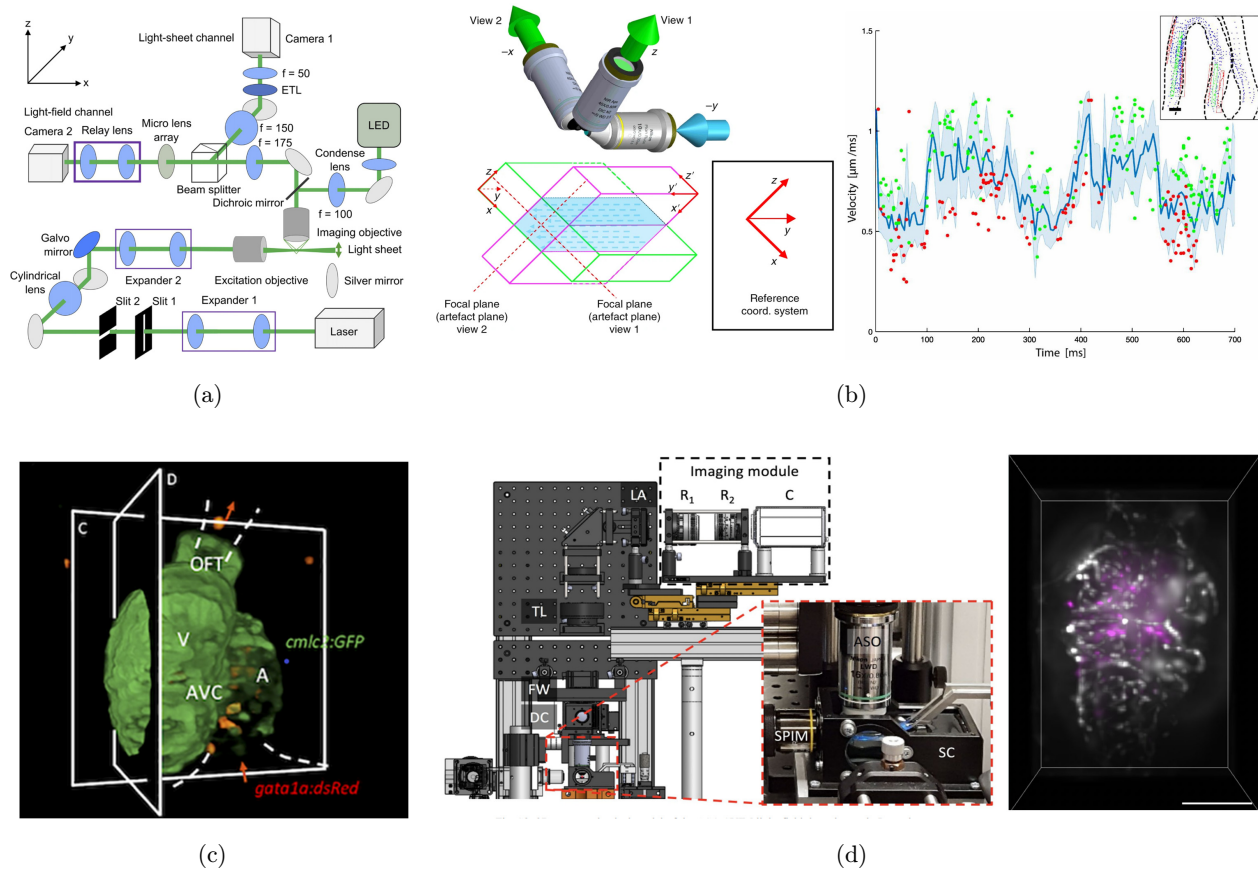 z
y
x
Light-sheet channel
Camera 1
f = 50
ETL
Light-field channel
Camera 2
Relay lens
Micro lens
array
f = 150
f = 175
LED
Condense
lens
Beam splitter
Dichroic mirror
f = 100
Imaging objective
Galvo
mirror
Light sheet
Expander 2
Excitation objective
Silver mirror
Cylindrical
lens
Slit 2
Slit 1
Expander 1
Laser
(a)
View 2
View 1
−x
z
−y
z
y
x
z′
y′
x′
Focal plane
(artefact plane)
view 2
Focal plane
(artefact plane)
view 1
z
y
x
Reference
coord. system
1.5
1
0.5
0
Velocity [µm /ms]
0 100 200 300 400 500 600 700
Time [ms]
(b)
D
C
OFT
V
cmlc2:GFP
A
AVC
gata1a:dsRed
(c)
Imaging module
LA
R1
R2
C
TL
FW
DC
ASO
LWD
SPIM
SC
(d)